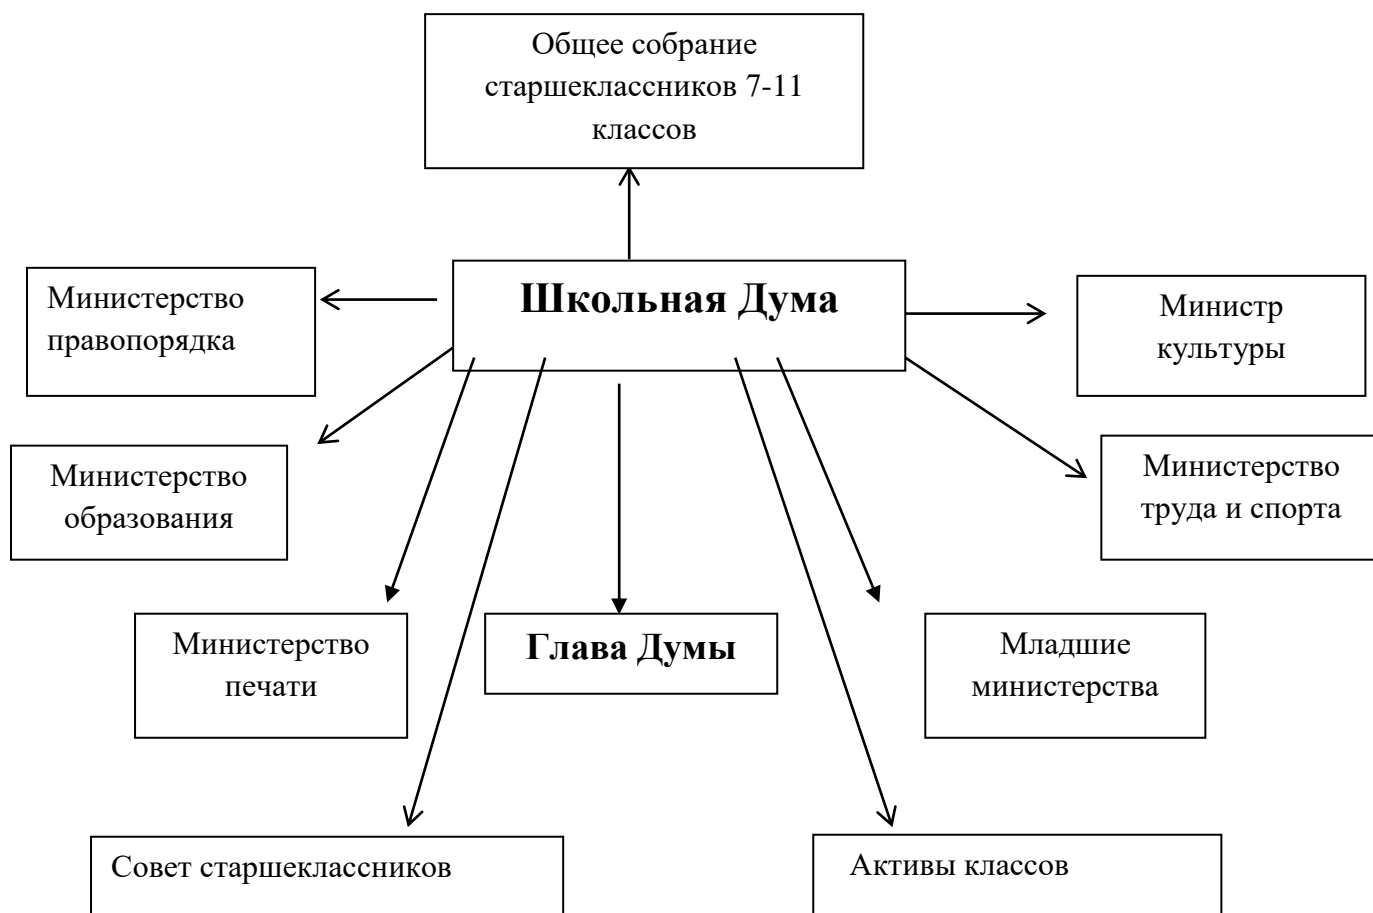 Общее собрание
старшеклассников 7-11
классов
Школьная Дума
Министерство
правопорядка
Министр
культуры
Министерство
образования
Министерство
труда и спорта
Министерство
печати
Глава Думы
Младшие
министерства
Совет старшеклассников
Активы классов